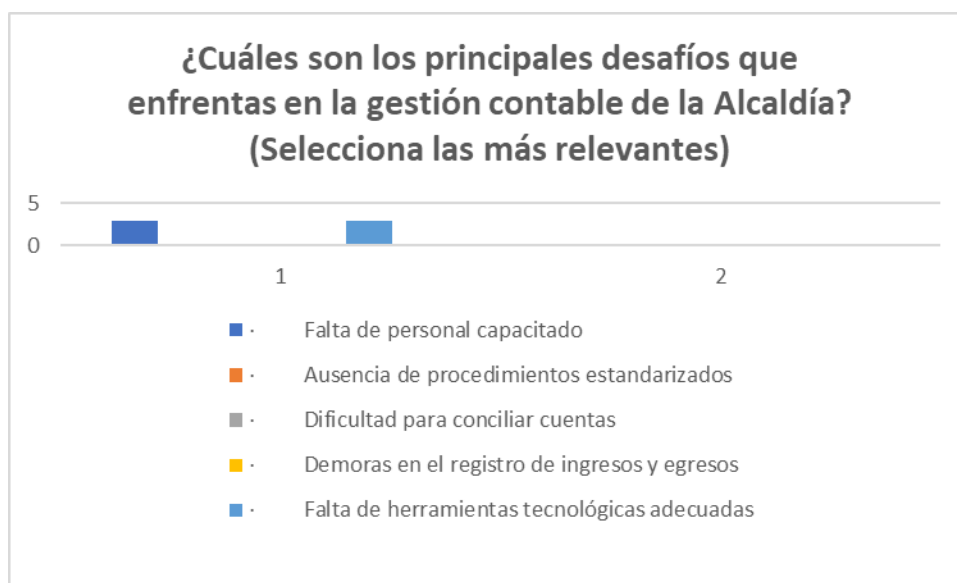 ¿Cuáles son los principales desafíos que
enfrentas en la gestión contable de la Alcaldía?
(Selecciona las más relevantes)
5
0
1
2
· Falta de personal capacitado
· Ausencia de procedimientos estandarizados
· Dificultad para conciliar cuentas
· Demoras en el registro de ingresos y egresos
· Falta de herramientas tecnológicas adecuadas